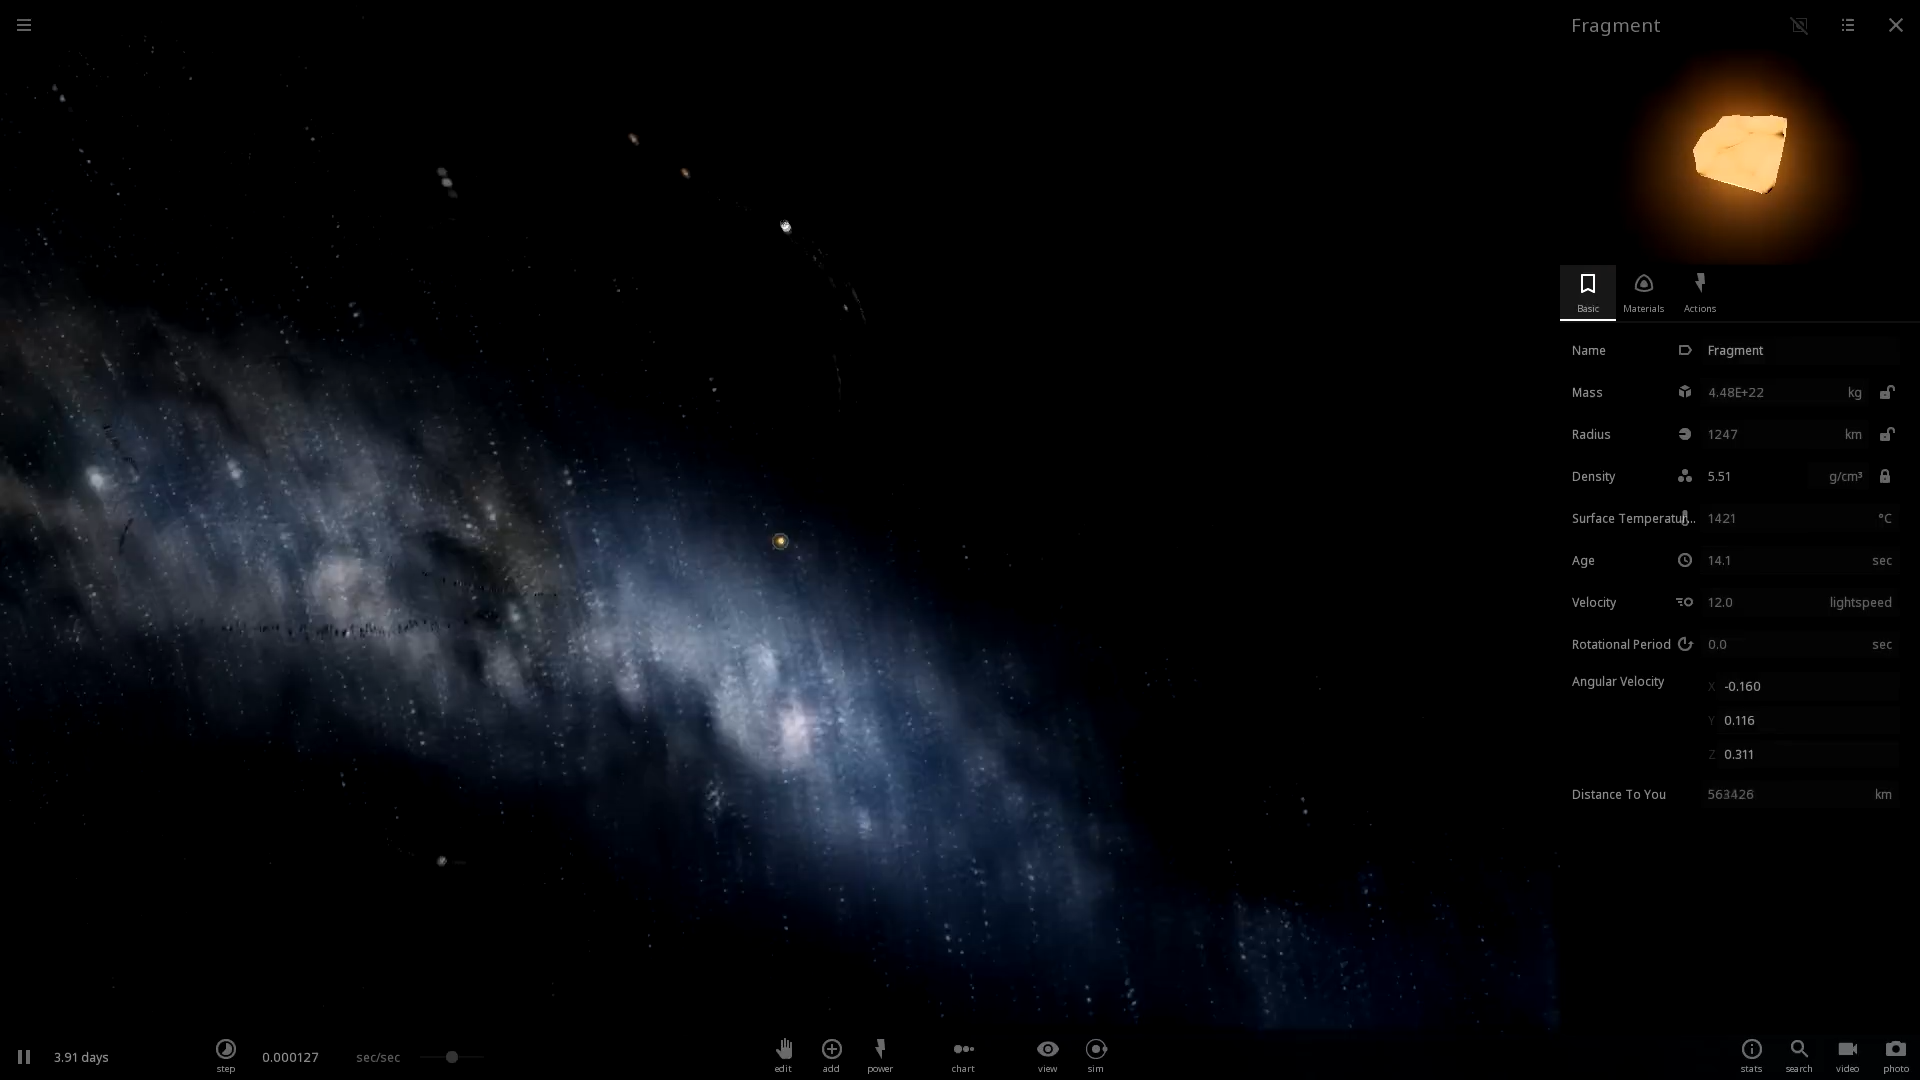 Fragment
Basic
Materials
Actions
Name Fragment
Mass 4.48E+22 kg
Radius 1247 km
Density 5.51 g/cm³
Surface Temperatur... 1421 °C
Age 14.1 sec
Velocity 12.0 lightspeed
Rotational Period 0.0 sec
Angular Velocity X -0.160
Y 0.116
Z 0.311
Distance To You 563426 km
3.91 days
step
0.000127 sec/sec
edit
add
power
chart
view
sim
stats
search
video
photo